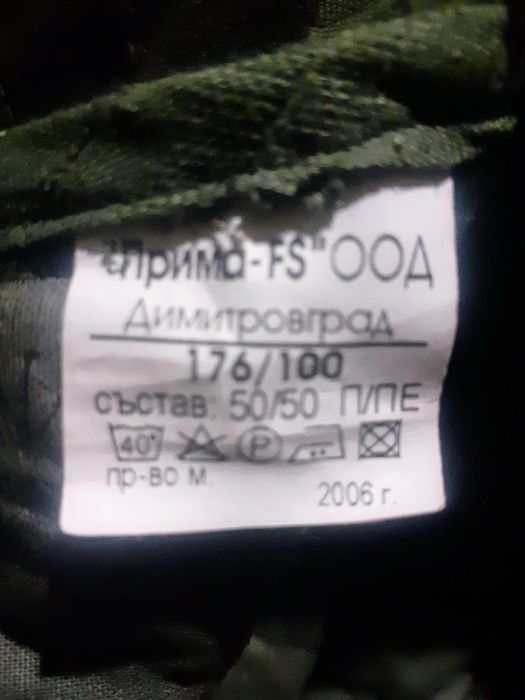 "Прима-FS" ООД
Димитровград
176/100
състав: 50/50 П/ПЕ
40° P
пр-во м.
2006 г.